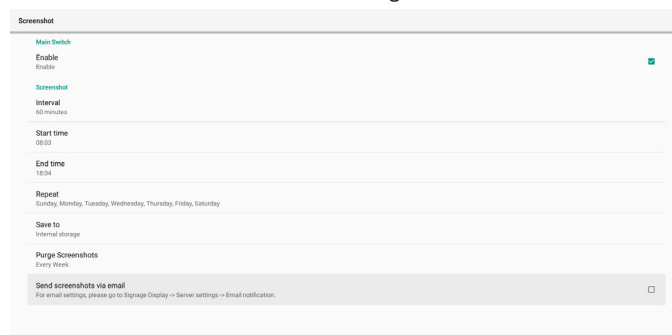 Screenshot
Main Switch
Enable
Enable
Screenshot
Interval
60 minutes
Start time
08:03
End time
18:04
Repeat
Sunday, Monday, Tuesday, Wednesday, Thursday, Friday, Saturday
Save to
Internal storage
Purge Screenshots
Every Week
Send screenshots via email
For email settings, please go to Signage Display -> Server settings -> Email notification.